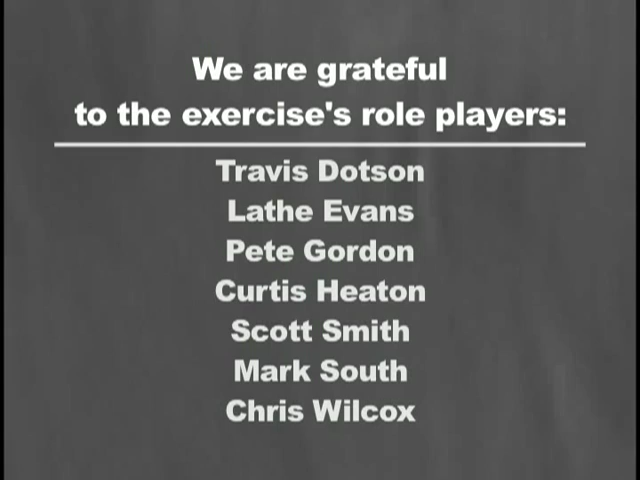 We are grateful
to the exercise's role players:
Travis Dotson
Lathe Evans
Pete Gordon
Curtis Heaton
Scott Smith
Mark South
Chris Wilcox